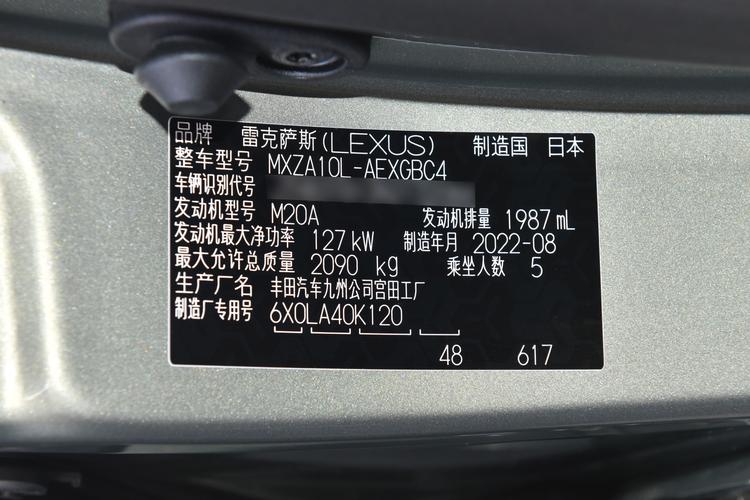 品牌 雷克萨斯(LEXUS) 制造国 日本
整车型号 MXZA10L-AEXGBC4
车辆识别代号
发动机型号 M20A 发动机排量 1987 mL
发动机最大净功率 127 kW 制造年月 2022-08
最大允许总质量 2090 kg 乘坐人数 5
生产厂名 丰田汽车九州公司宫田工厂
制造厂专用号 6X0LA40K120
48 617